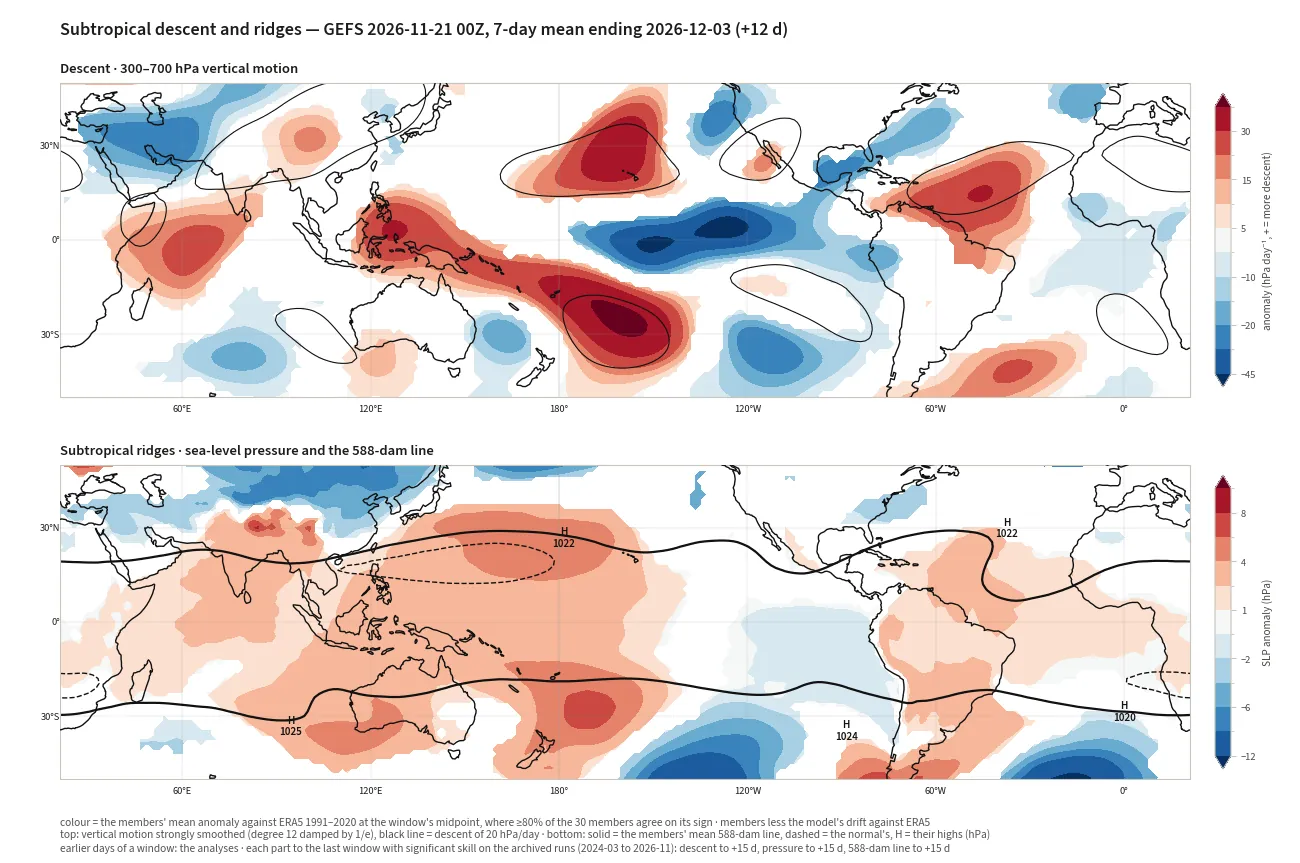 Subtropical descent and ridges — GEFS 2026-11-21 00Z, 7-day mean ending 2026-12-03 (+12 d)
Descent · 300–700 hPa vertical motion
30°N
0°
30°S
60°E
120°E
180°
120°W
60°W
0°
30
15
5
−10
−20
−45
anomaly (hPa day⁻¹, + = more descent)
Subtropical ridges · sea-level pressure and the 588-dam line
30°N
0°
30°S
H
1022
H
1022
H
1025
H
1024
H
1020
60°E
120°E
180°
120°W
60°W
0°
8
4
1
−2
−6
−12
SLP anomaly (hPa)
colour = the members' mean anomaly against ERA5 1991–2020 at the window's midpoint, where ≥80% of the 30 members agree on its sign · members less the model's drift against ERA5
top: vertical motion strongly smoothed (degree 12 damped by 1/e), black line = descent of 20 hPa/day · bottom: solid = the members' mean 588-dam line, dashed = the normal's, H = their highs (hPa)
earlier days of a window: the analyses · each part to the last window with significant skill on the archived runs (2024-03 to 2026-11): descent to +15 d, pressure to +15 d, 588-dam line to +15 d